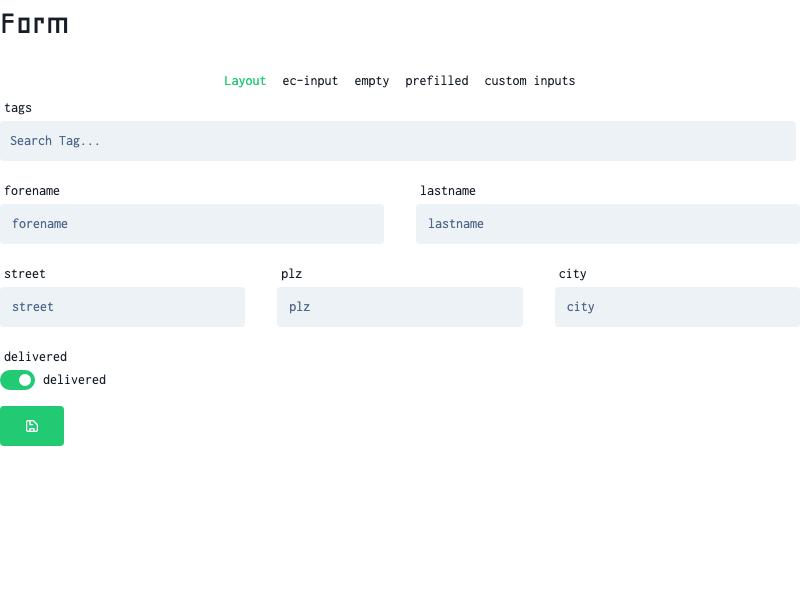 Form
Layout ec-input empty prefilled custom inputs
tags
Search Tag...
forename lastname
forename lastname
street plz city
street plz city
delivered
delivered